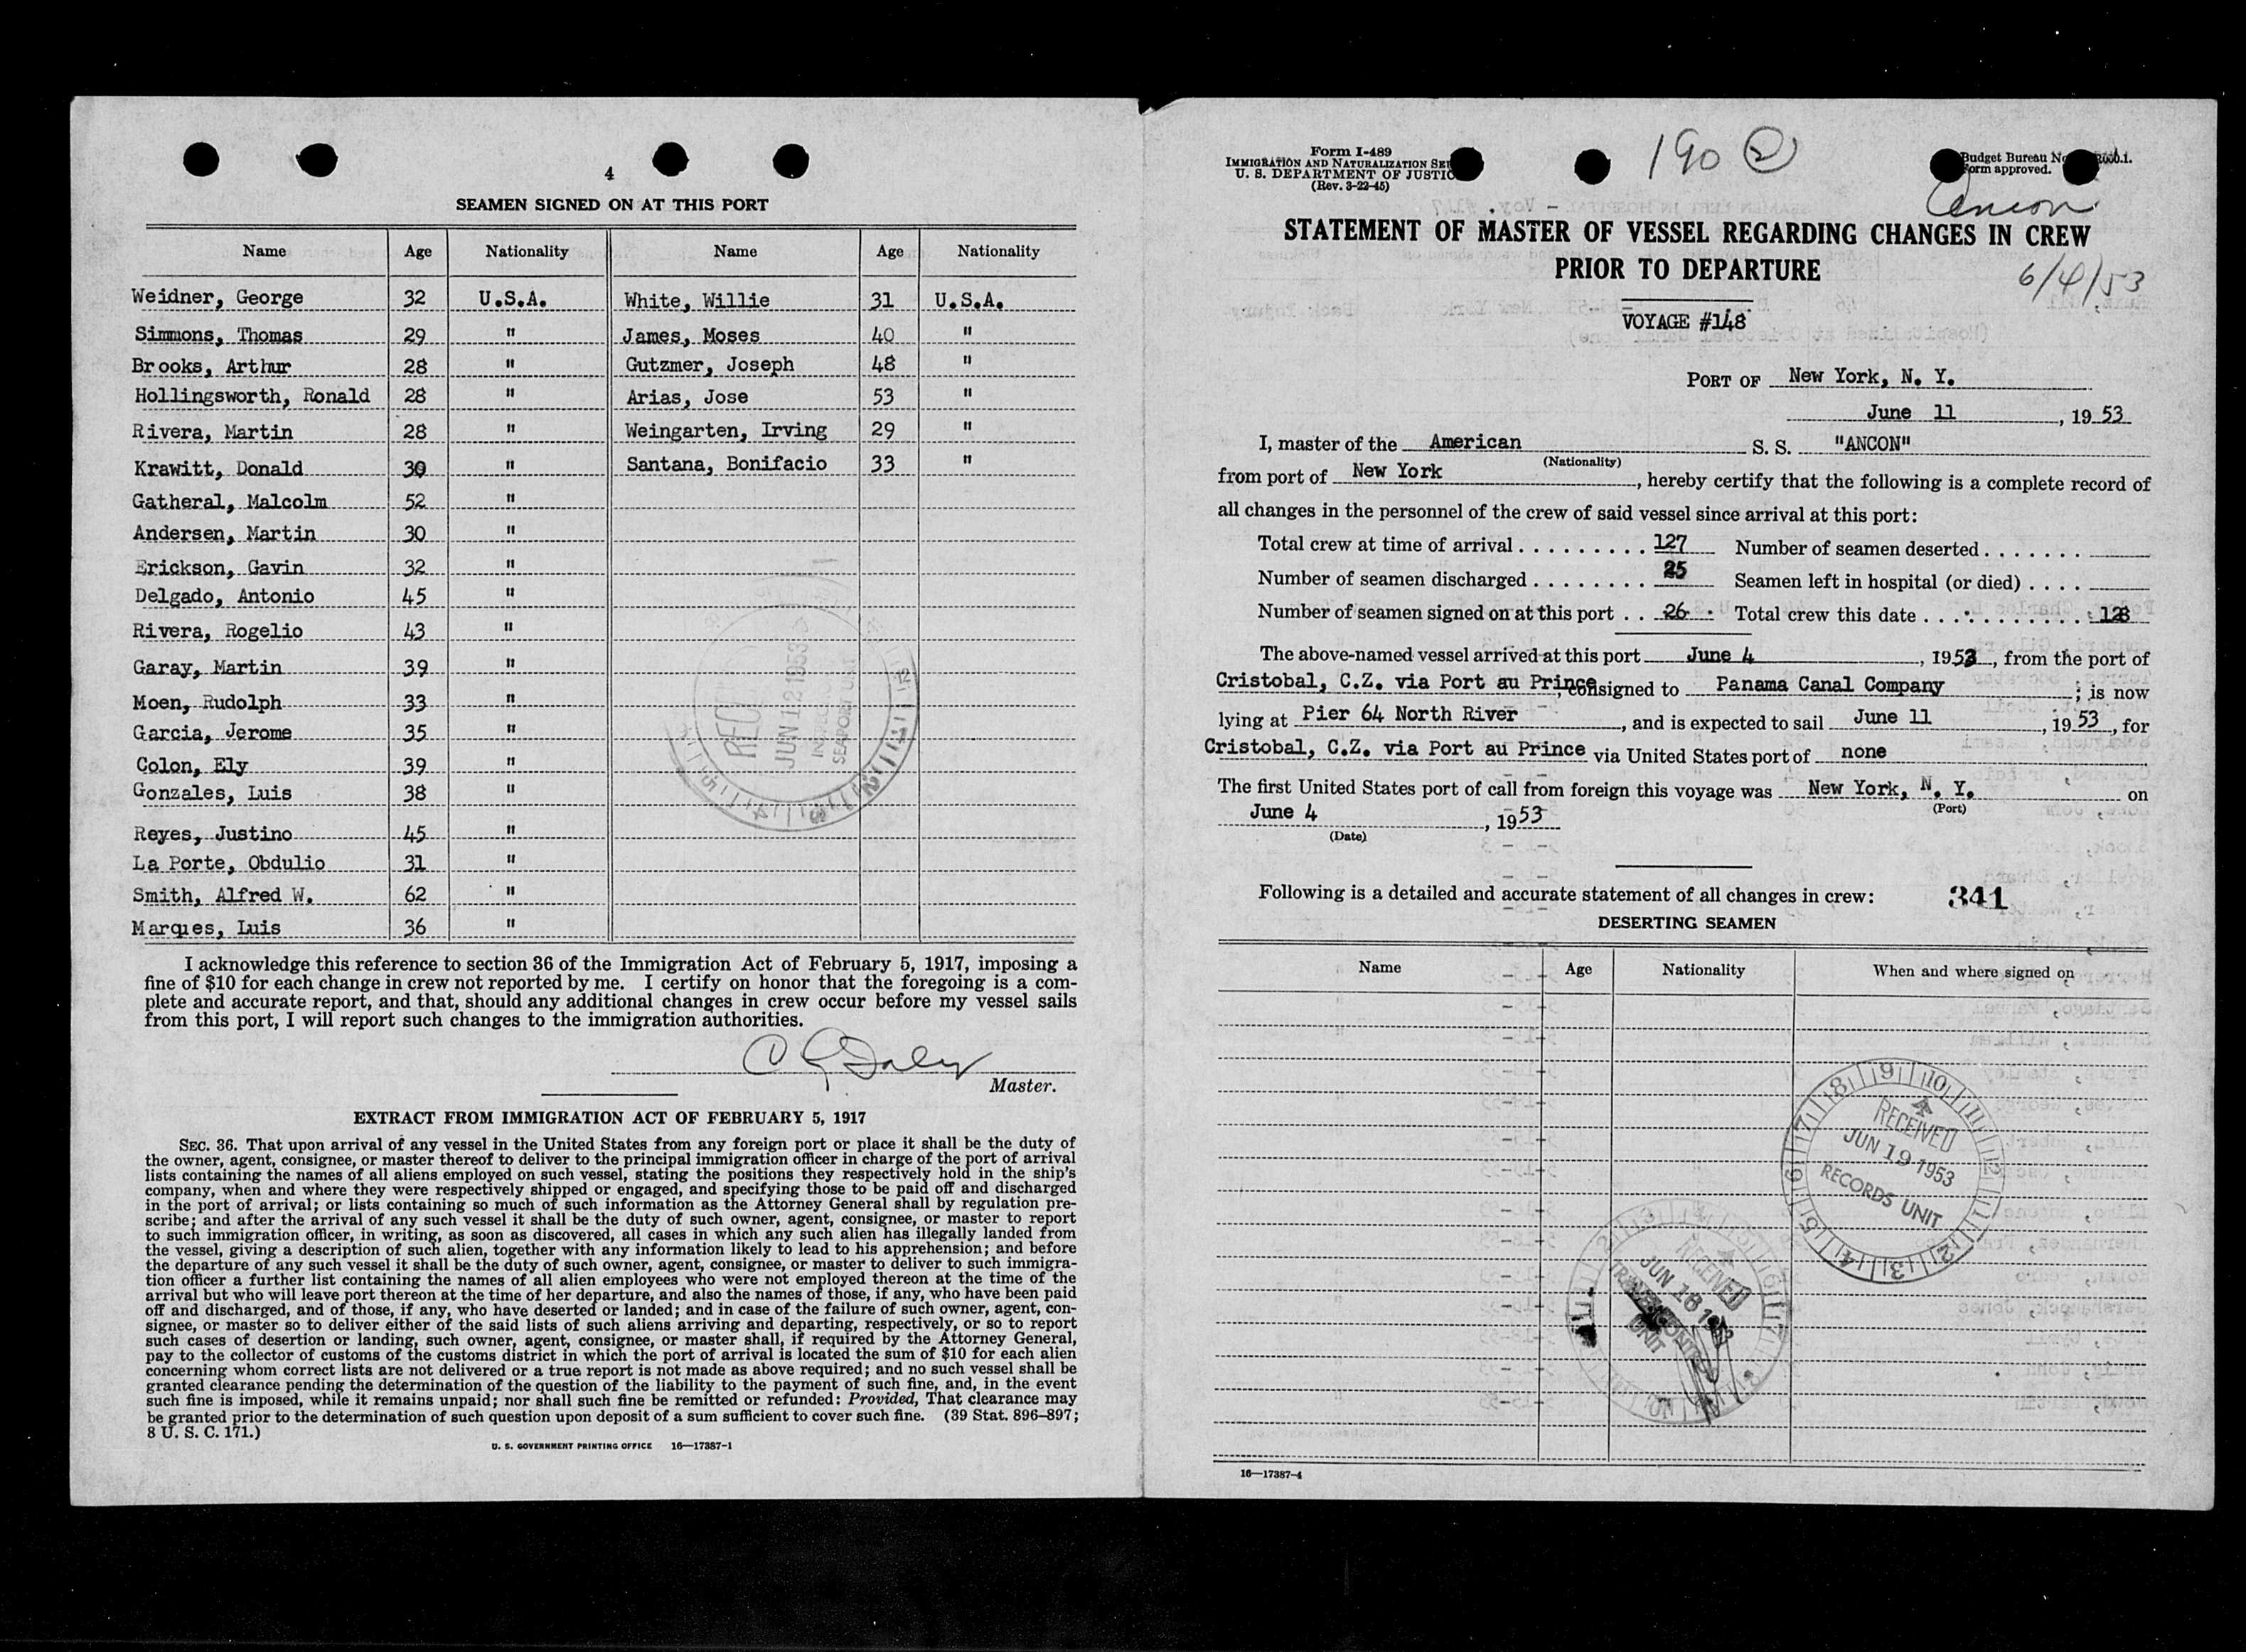 4
SEAMEN SIGNED ON AT THIS PORT
Name Age Nationality Name Age Nationality
Weidner, George 32 U.S.A. White, Willie 31 U.S.A.
Simmons, Thomas 29 " James, Moses 40 "
Brooks, Arthur 28 " Gutzmer, Joseph 48 "
Hollingsworth, Ronald 28 " Arias, Jose 53 "
Rivera, Martin 28 " Weingarten, Irving 29 "
Krawitt, Donald 30 " Santana, Bonifacio 33 "
Gatheral, Malcolm 52 "
Andersen, Martin 30 "
Erickson, Gavin 32 "
Delgado, Antonio 45 "
Rivera, Rogelio 43 "
Garay, Martin 39 "
Moen, Rudolph 33 "
Garcia, Jerome 35 "
Colon, Ely 39 "
Gonzales, Luis 38 "
Reyes, Justino 45 "
La Porte, Obdulio 31 "
Smith, Alfred W. 62 "
Marques, Luis 36 "
JUN 12 1953
I acknowledge this reference to section 36 of the Immigration Act of February 5, 1917, imposing a
fine of $10 for each change in crew not reported by me. I certify on honor that the foregoing is a com-
plete and accurate report, and that, should any additional changes in crew occur before my vessel sails
from this port, I will report such changes to the immigration authorities.
Master.
EXTRACT FROM IMMIGRATION ACT OF FEBRUARY 5, 1917
SEC. 36. That upon arrival of any vessel in the United States from any foreign port or place it shall be the duty of
the owner, agent, consignee, or master thereof to deliver to the principal immigration officer in charge of the port of arrival
lists containing the names of all aliens employed on such vessel, stating the positions they respectively hold in the ship's
company, when and where they were respectively shipped or engaged, and specifying those to be paid off and discharged
in the port of arrival; or lists containing so much of such information as the Attorney General shall by regulation pre-
scribe; and after the arrival of any such vessel it shall be the duty of such owner, agent, consignee, or master to report
to such immigration officer, in writing, as soon as discovered, all cases in which any such alien has illegally landed from
the vessel, giving a description of such alien, together with any information likely to lead to his apprehension; and before
the departure of any such vessel it shall be the duty of such owner, agent, consignee, or master to deliver to such immigra-
tion officer a further list containing the names of all alien employees who were not employed thereon at the time of the
arrival but who will leave port thereon at the time of her departure, and also the names of those, if any, who have been paid
off and discharged, and of those, if any, who have deserted or landed; and in case of the failure of such owner, agent, con-
signee, or master so to deliver either of the said lists of such aliens arriving and departing, respectively, or so to report
such cases of desertion or landing, such owner, agent, consignee, or master shall, if required by the Attorney General,
pay to the collector of customs of the customs district in which the port of arrival is located the sum of $10 for each alien
concerning whom correct lists are not delivered or a true report is not made as above required; and no such vessel shall be
granted clearance pending the determination of the question of the liability to the payment of such fine, and, in the event
such fine is imposed, while it remains unpaid; nor shall such fine be remitted or refunded: Provided, That clearance may
be granted prior to the determination of such question upon deposit of a sum sufficient to cover such fine. (39 Stat. 896–897;
8 U. S. C. 171.)
U. S. GOVERNMENT PRINTING OFFICE 16—17387-1
Form I-489
IMMIGRATION AND NATURALIZATION
U. S. DEPARTMENT OF JUSTIC
(Rev. 3-22-45)
190 2
Budget Bureau
Form approved.
Ancon
STATEMENT OF MASTER OF VESSEL REGARDING CHANGES IN CREW
PRIOR TO DEPARTURE
6/4/53
VOYAGE #148
PORT OF New York, N. Y.
June 11, 1953
I, master of the American S. S. "ANCON"
(Nationality)
from port of New York, hereby certify that the following is a complete record of
all changes in the personnel of the crew of said vessel since arrival at this port:
Total crew at time of arrival . . . . . . . . . 127 Number of seamen deserted . . . . . . .
Number of seamen discharged . . . . . . . . 25 Seamen left in hospital (or died) . . . .
Number of seamen signed on at this port . . 26 Total crew this date . . . . . . . . . . . 128
The above-named vessel arrived at this port June 4, 1953, from the port of
Cristobal, C.Z. via Port au Prince, consigned to Panama Canal Company; is now
lying at Pier 64 North River, and is expected to sail June 11, 1953, for
Cristobal, C.Z. via Port au Prince via United States port of none
The first United States port of call from foreign this voyage was New York, N. Y. on
(Port)
June 4, 1953
(Date)
Following is a detailed and accurate statement of all changes in crew: 341
DESERTING SEAMEN
Name Age Nationality When and where signed on
RECEIVED
JUN 19 1953
RECORDS UNIT
RECEIVED
JUN 18 1953
UNIT
16—17387-4